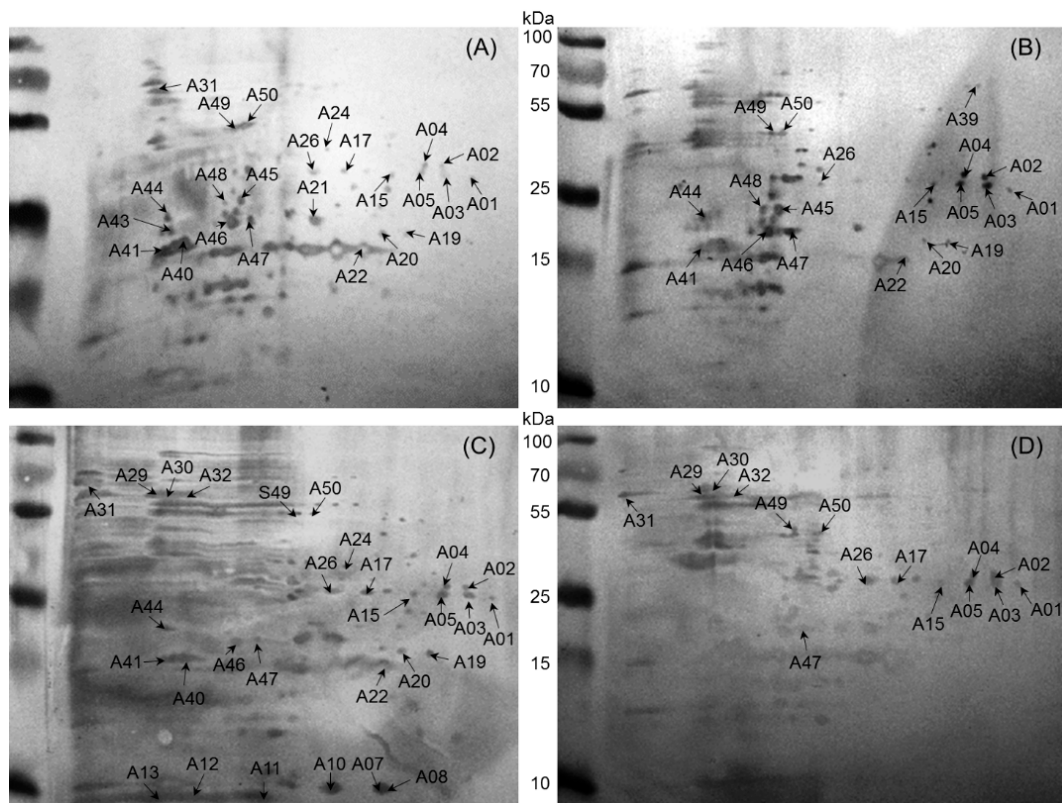 kDa
(A)
100
(B)
70
A31
55
A39
A49
A50
A49
A50
A24
A04
A26
A17
A02
A04
A26
A02
A48
A45
A21
A15
A05
A03
A01
25
A44
A48
A45
A15
A05
A03
A01
A44
A43
A41
A40
A46
A47
A22
A20
A19
15
A41
A46
A47
A22
A20
A19
10
kDa
(C)
100
(D)
A29
A30
A32
70
A29
A30
A32
A31
S49
A50
55
A31
A49
A50
A24
A04
A26
A17
A02
A04
A26
A17
A02
25
A15
A05
A03
A01
A15
A05
A03
A01
A44
A41
A40
A46
A47
A22
A20
A19
15
A47
A13
A12
A11
A10
A07
A08
10